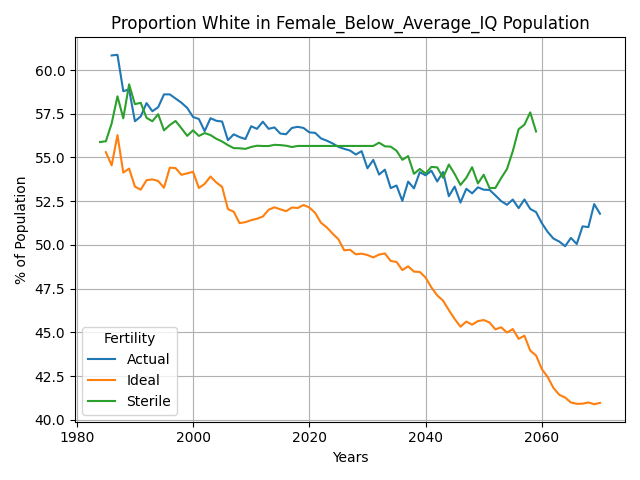 Proportion White in Female_Below_Average_IQ Population
% of Population
60.0
57.5
55.0
52.5
50.0
47.5
45.0
42.5
40.0
Fertility
Actual
Ideal
Sterile
1980
2000
2020
2040
2060
Years